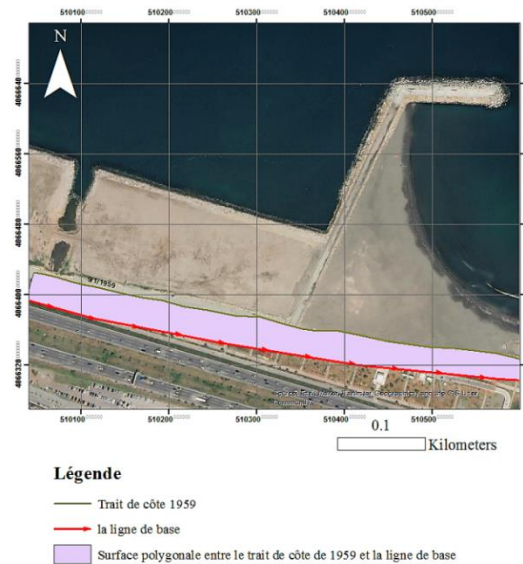 510100 510200 510300 510400 510500
N
4066640
4066560
4066480
4066400
4066320
a t/1959
510100 510200 510300 510400 510500
0.1
Kilometers
Légende
Trait de côte 1959
la ligne de base
Surface polygonale entre le trait de côte de 1959 et la ligne de base